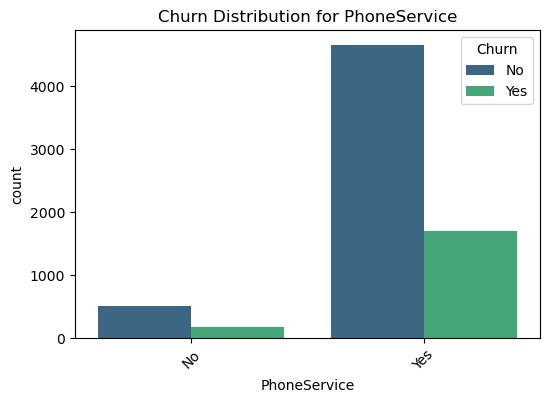 Churn Distribution for PhoneService
Churn
No
Yes
count
4000
3000
2000
1000
0
No
Yes
PhoneService